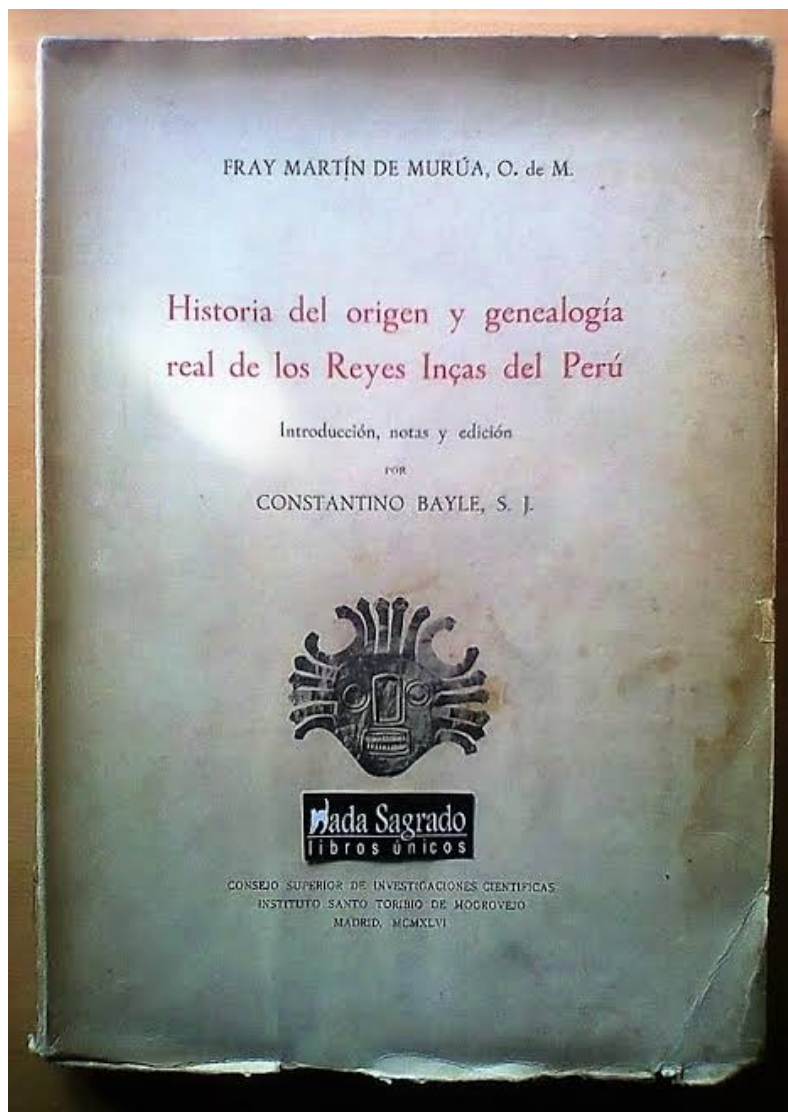 FRAY MARTÍN DE MURÚA, O. de M.
Historia del origen y genealogía
real de los Reyes Inças del Perú
Introducción, notas y edición
POR
CONSTANTINO BAYLE, S. J.
Nada Sagrado
libros únicos
CONSEJO SUPERIOR DE INVESTIGACIONES CIENTIFICAS
INSTITUTO SANTO TORIBIO DE MOGROVEJO
MADRID, MCMXLVI